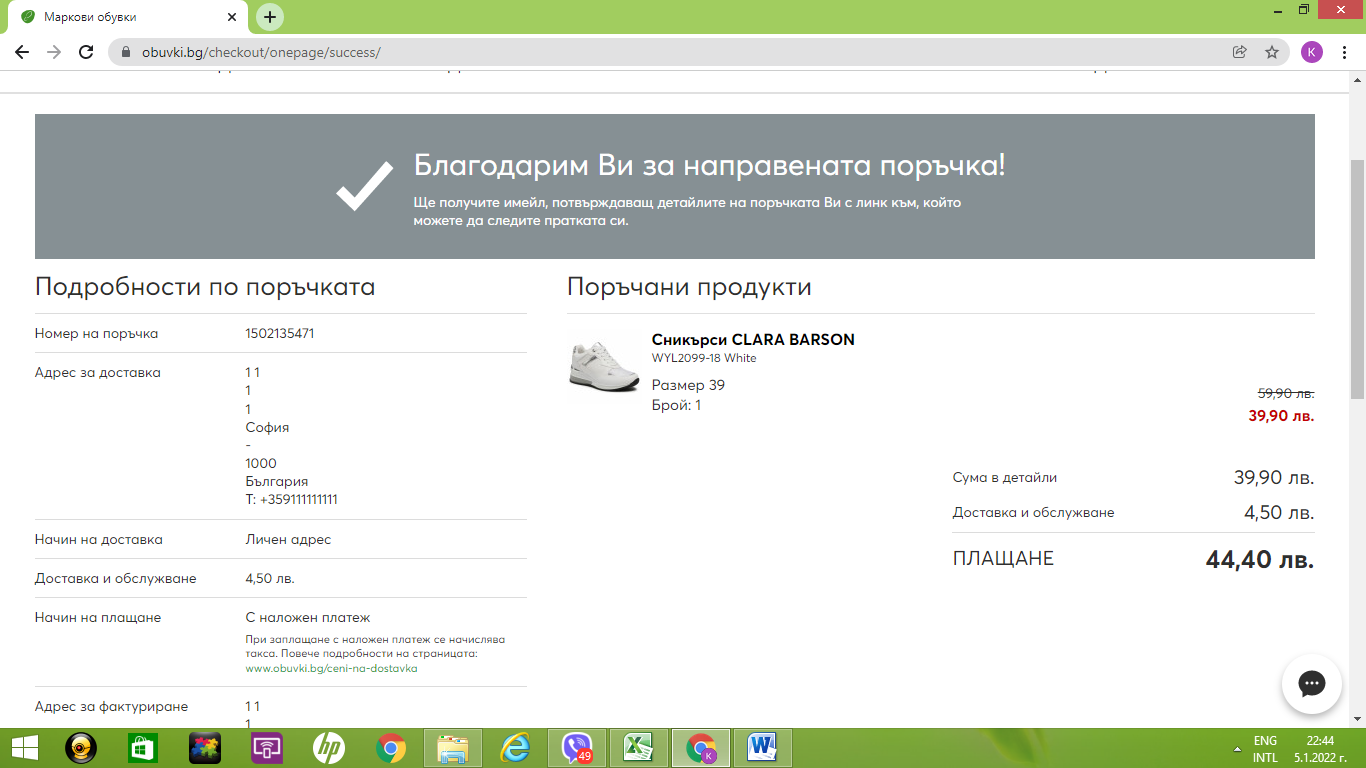 Маркови обувки
obuvki.bg/checkout/onepage/success/
K
Благодарим Ви за направената поръчка!
Ще получите имейл, потвърждаващ детайлите на поръчката Ви с линк към, който
можете да следите пратката си.
Подробности по поръчката
Номер на поръчка 1502135471
Адрес за доставка 1 1
1
1
София
-
1000
България
T: +359111111111
Начин на доставка Личен адрес
Доставка и обслужване 4,50 лв.
Начин на плащане С наложен платеж
При заплащане с наложен платеж се начислява
такса. Повече подробности на страницата:
www.obuvki.bg/ceni-na-dostavka
Адрес за фактуриране 1 1
1
Поръчани продукти
Сникърси CLARA BARSON
WYL2099-18 White
Размер 39
Брой: 1
59,90 лв.
39,90 лв.
Сума в детайли 39,90 лв.
Доставка и обслужване 4,50 лв.
ПЛАЩАНЕ 44,40 лв.
hp
49
K
ENG
INTL
22:44
5.1.2022 г.